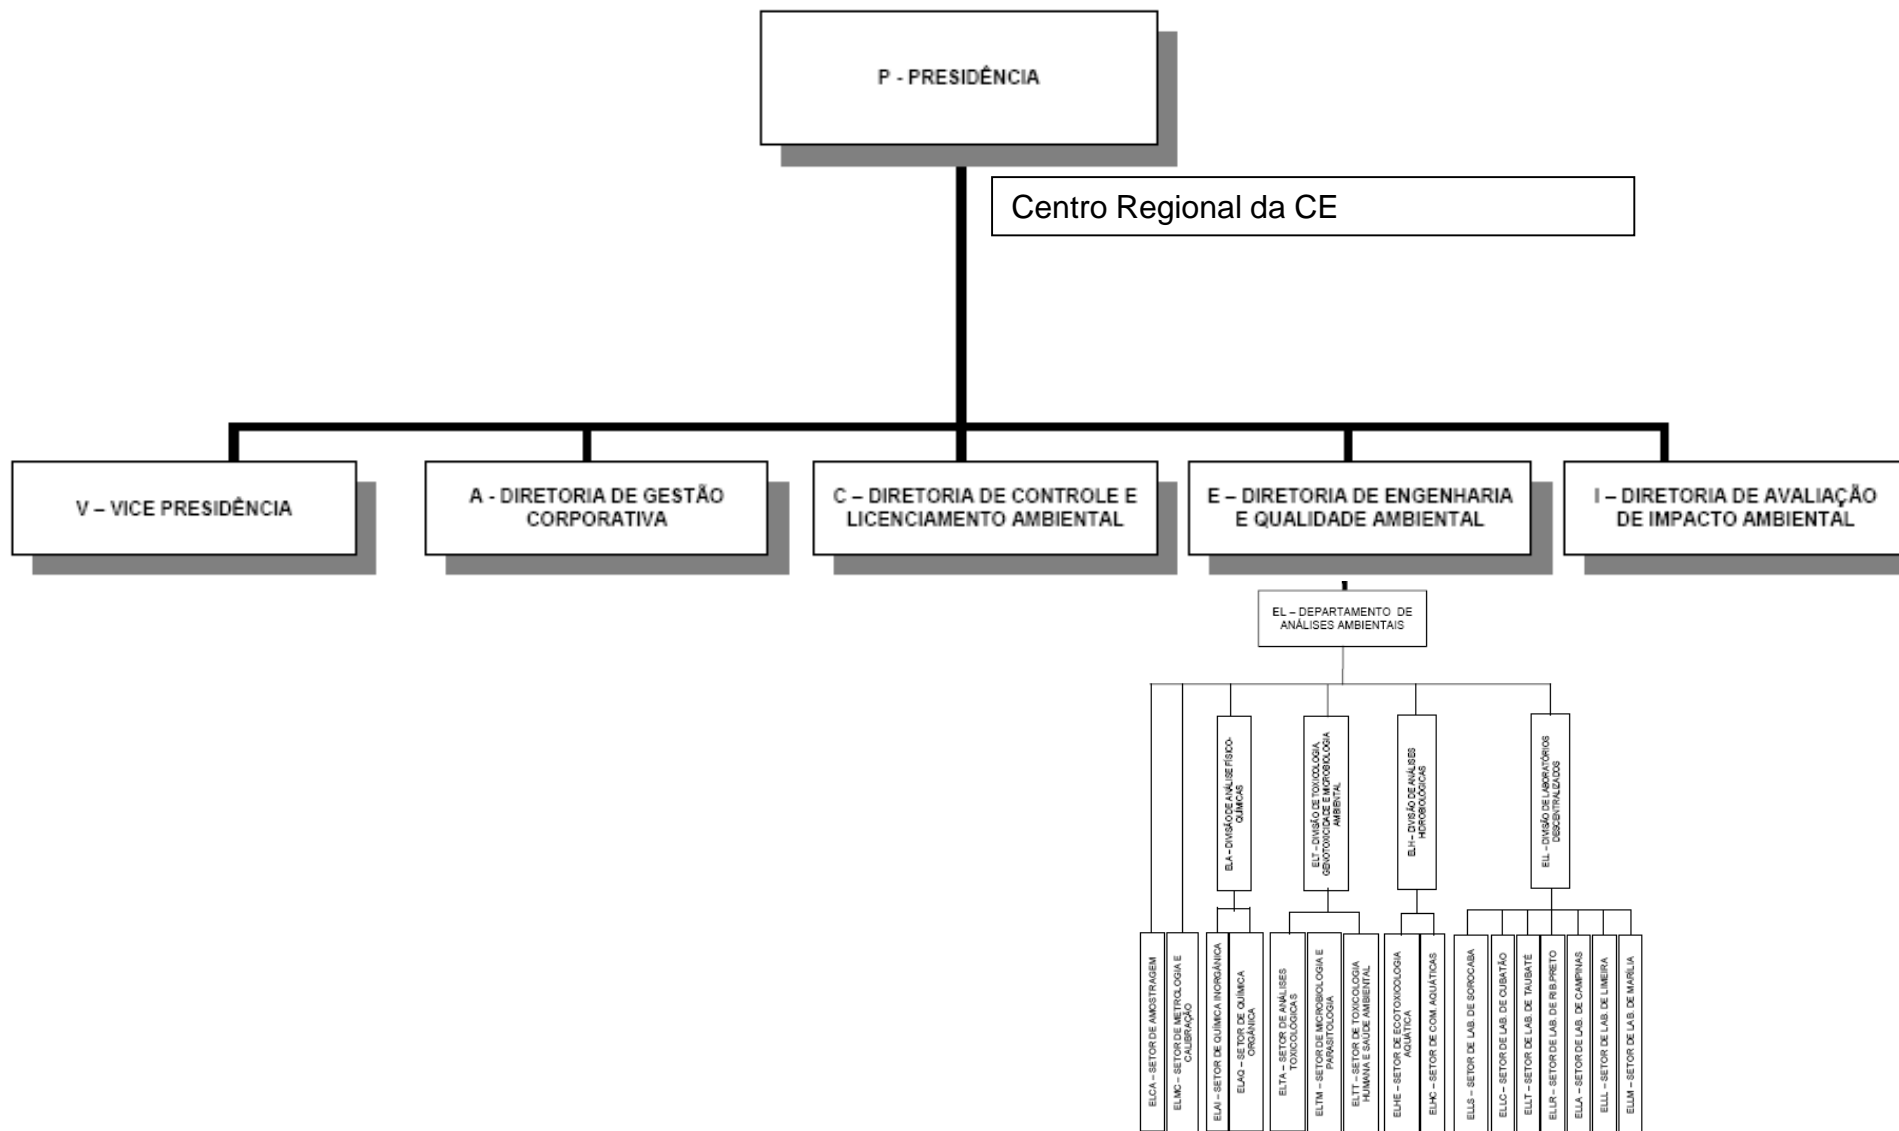 P - PRESIDÊNCIA
Centro Regional da CE
V – VICE PRESIDÊNCIA
A - DIRETORIA DE GESTÃO
CORPORATIVA
C – DIRETORIA DE CONTROLE E
LICENCIAMENTO AMBIENTAL
E – DIRETORIA DE ENGENHARIA
E QUALIDADE AMBIENTAL
I – DIRETORIA DE AVALIAÇÃO
DE IMPACTO AMBIENTAL
EL – DEPARTAMENTO DE
ANÁLISES AMBIENTAIS
ELA – DIVISÃO DE ANÁLISE FÍSICO-
QUÍMICAS
ELT – DIVISÃO DE TOXICOLOGIA,
GENOTOXICIDADE E MICROBIOLOGIA
AMBIENTAL
ELH – DIVISÃO DE ANÁLISES
HIDROBIOLÓGICAS
ELL – DIVISÃO DE LABORATÓRIOS
DESCENTRALIZADOS
ELCA – SETOR DE AMOSTRAGEM
ELMC – SETOR DE METROLOGIA E
CALIBRAÇÃO
ELAI – SETOR DE QUÍMICA INORGÂNICA
ELAQ – SETOR DE QUÍMICA
ORGÂNICA
ELTA – SETOR DE ANÁLISES
TOXICOLÓGICAS
ELTM – SETOR DE MICROBIOLOGIA E
PARASITOLOGIA
ELTT – SETOR DE TOXICOLOGIA
HUMANA E SAÚDE AMBIENTAL
ELHE – SETOR DE ECOTOXICOLOGIA
AQUÁTICA
ELHC – SETOR DE COM. AQUÁTICAS
ELLS – SETOR DE LAB. DE SOROCABA
ELLC – SETOR DE LAB. DE CUBATÃO
ELLT – SETOR DE LAB. DE TAUBATÉ
ELLR – SETOR DE LAB. DE RIB.PRETO
ELLA – SETOR DE LAB. DE CAMPINAS
ELLL – SETOR DE LAB. DE LIMEIRA
ELLM – SETOR DE LAB. DE MARÍLIA